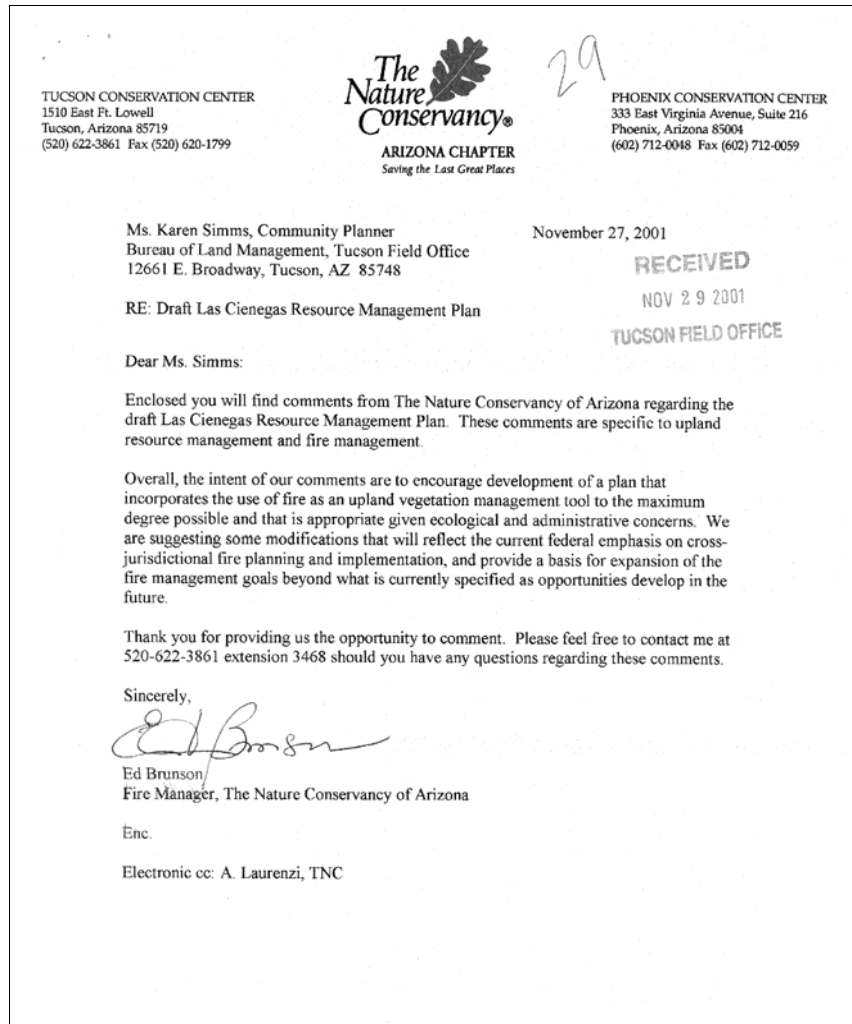 TUCSON CONSERVATION CENTER
1510 East Ft. Lowell
Tucson, Arizona 85719
(520) 622-3861 Fax (520) 620-1799
The
Nature
Conservancy®
ARIZONA CHAPTER
Saving the Last Great Places
29
PHOENIX CONSERVATION CENTER
333 East Virginia Avenue, Suite 216
Phoenix, Arizona 85004
(602) 712-0048 Fax (602) 712-0059
Ms. Karen Simms, Community Planner
Bureau of Land Management, Tucson Field Office
12661 E. Broadway, Tucson, AZ 85748
November 27, 2001
RECEIVED
NOV 29 2001
TUCSON FIELD OFFICE
RE: Draft Las Cienegas Resource Management Plan
Dear Ms. Simms:
Enclosed you will find comments from The Nature Conservancy of Arizona regarding the
draft Las Cienegas Resource Management Plan. These comments are specific to upland
resource management and fire management.
Overall, the intent of our comments are to encourage development of a plan that
incorporates the use of fire as an upland vegetation management tool to the maximum
degree possible and that is appropriate given ecological and administrative concerns. We
are suggesting some modifications that will reflect the current federal emphasis on cross-
jurisdictional fire planning and implementation, and provide a basis for expansion of the
fire management goals beyond what is currently specified as opportunities develop in the
future.
Thank you for providing us the opportunity to comment. Please feel free to contact me at
520-622-3861 extension 3468 should you have any questions regarding these comments.
Sincerely,
Ed Brunson
Ed Brunson
Fire Manager, The Nature Conservancy of Arizona
Enc.
Electronic cc: A. Laurenzi, TNC